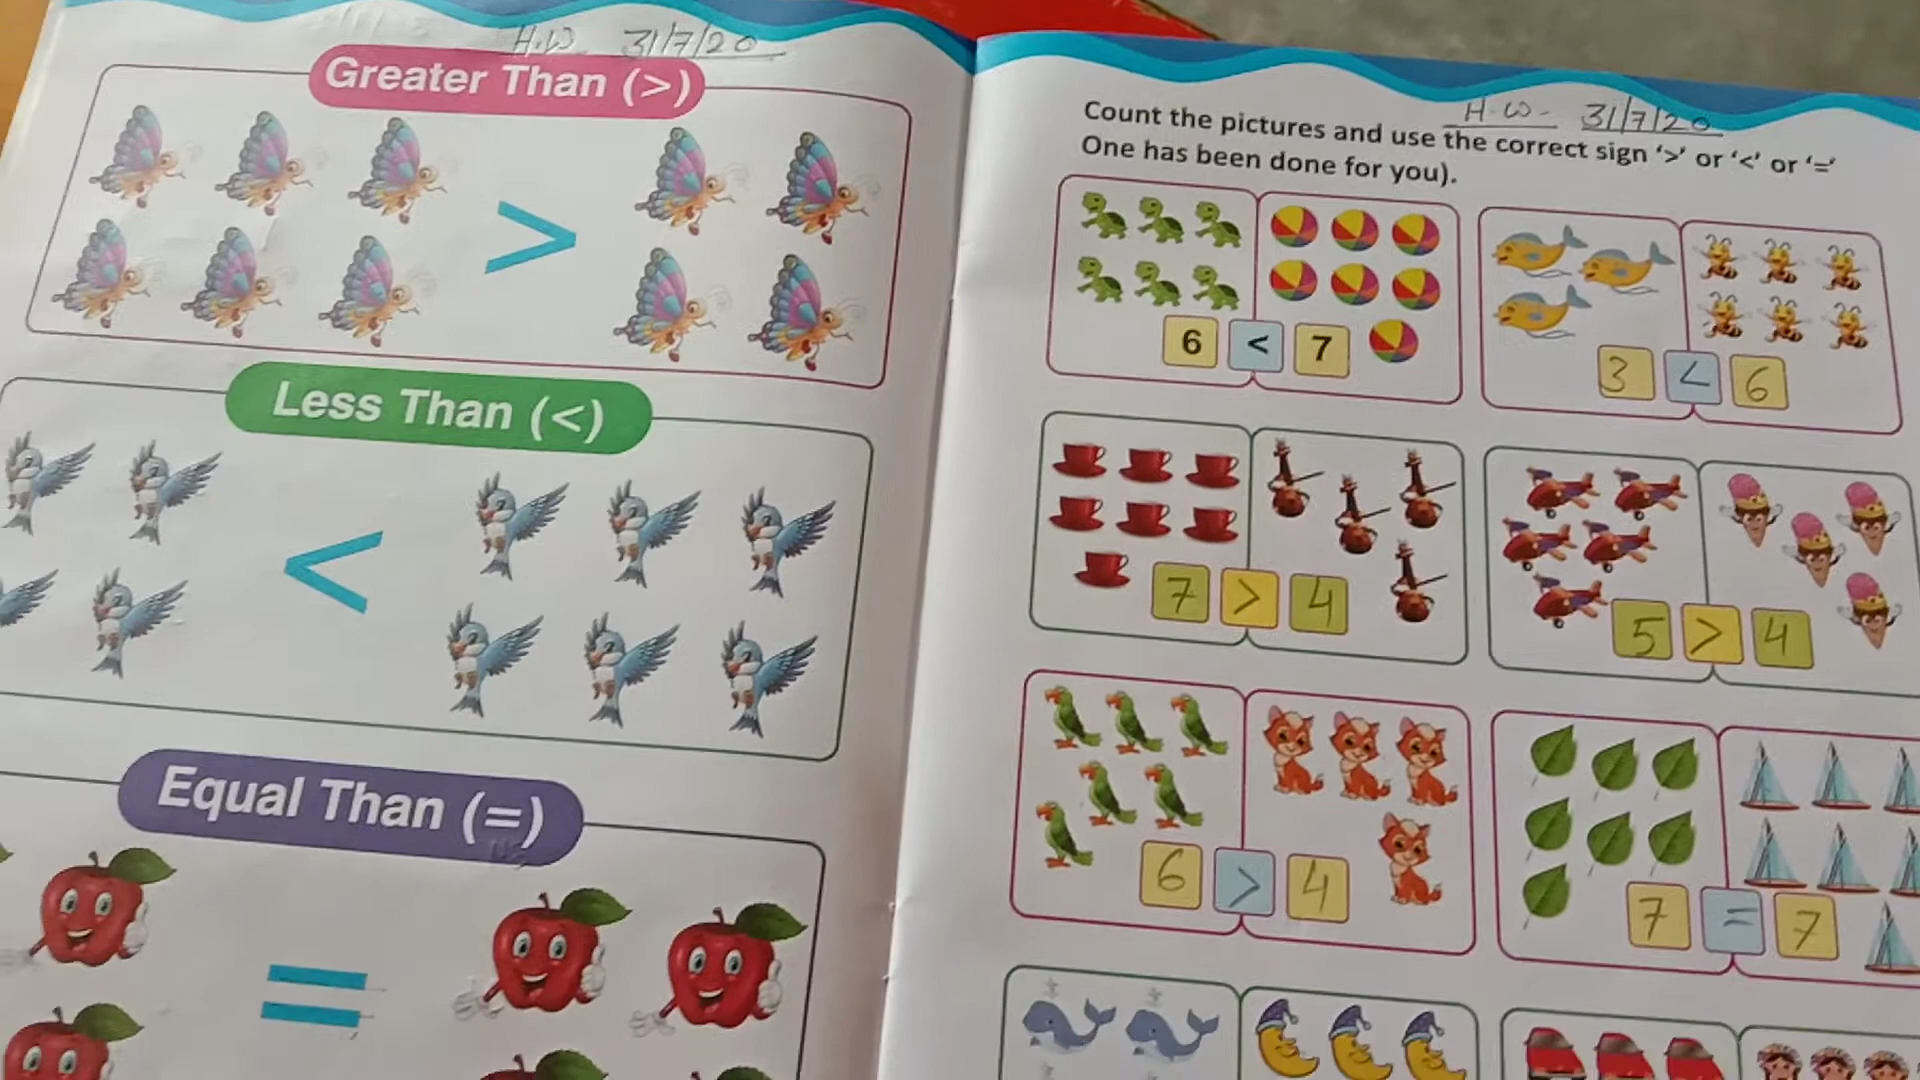 H.W 31/7/20
Greater Than (>)
>
Less Than (<)
<
Equal Than (=)
=
H.W- 31/7/20
Count the pictures and use the correct sign ‘>’ or ‘<’ or ‘=’
One has been done for you).
6 < 7
3 < 6
7 > 4
5 > 4
6 > 4
7 = 7